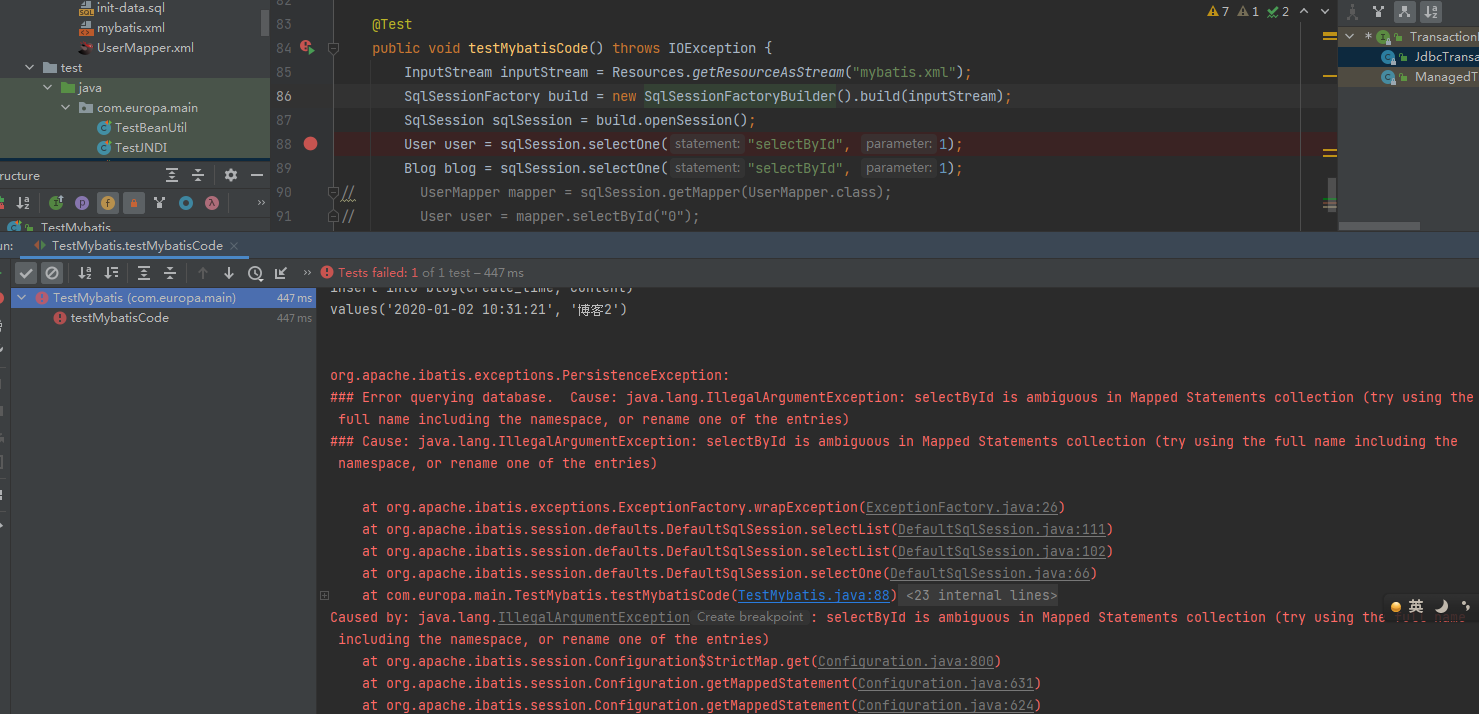 init-data.sql
mybatis.xml
UserMapper.xml
test
java
com.europa.main
TestBeanUtil
TestJNDI
ructure
TestMybatis
83 @Test
84 public void testMybatisCode() throws IOException {
85 InputStream inputStream = Resources.getResourceAsStream("mybatis.xml");
86 SqlSessionFactory build = new SqlSessionFactoryBuilder().build(inputStream);
87 SqlSession sqlSession = build.openSession();
88 User user = sqlSession.selectOne( statement: "selectById", parameter: 1);
89 Blog blog = sqlSession.selectOne( statement: "selectById", parameter: 1);
90 // UserMapper mapper = sqlSession.getMapper(UserMapper.class);
91 // User user = mapper.selectById("0");
7 1 2
Transaction
JdbcTransa
ManagedT
un: TestMybatis.testMybatisCode
Tests failed: 1 of 1 test – 447 ms
TestMybatis (com.europa.main) 447 ms
testMybatisCode 447 ms
insert into blog(create_time, content)
values('2020-01-02 10:31:21', '博客2')
org.apache.ibatis.exceptions.PersistenceException:
### Error querying database.  Cause: java.lang.IllegalArgumentException: selectById is ambiguous in Mapped Statements collection (try using the
full name including the namespace, or rename one of the entries)
### Cause: java.lang.IllegalArgumentException: selectById is ambiguous in Mapped Statements collection (try using the full name including the
namespace, or rename one of the entries)
at org.apache.ibatis.exceptions.ExceptionFactory.wrapException(ExceptionFactory.java:26)
at org.apache.ibatis.session.defaults.DefaultSqlSession.selectList(DefaultSqlSession.java:111)
at org.apache.ibatis.session.defaults.DefaultSqlSession.selectList(DefaultSqlSession.java:102)
at org.apache.ibatis.session.defaults.DefaultSqlSession.selectOne(DefaultSqlSession.java:66)
at com.europa.main.TestMybatis.testMybatisCode(TestMybatis.java:88) <23 internal lines>
Caused by: java.lang.IllegalArgumentException Create breakpoint : selectById is ambiguous in Mapped Statements collection (try using the full name
including the namespace, or rename one of the entries)
at org.apache.ibatis.session.Configuration$StrictMap.get(Configuration.java:800)
at org.apache.ibatis.session.Configuration.getMappedStatement(Configuration.java:631)
at org.apache.ibatis.session.Configuration.getMappedStatement(Configuration.java:624)
英